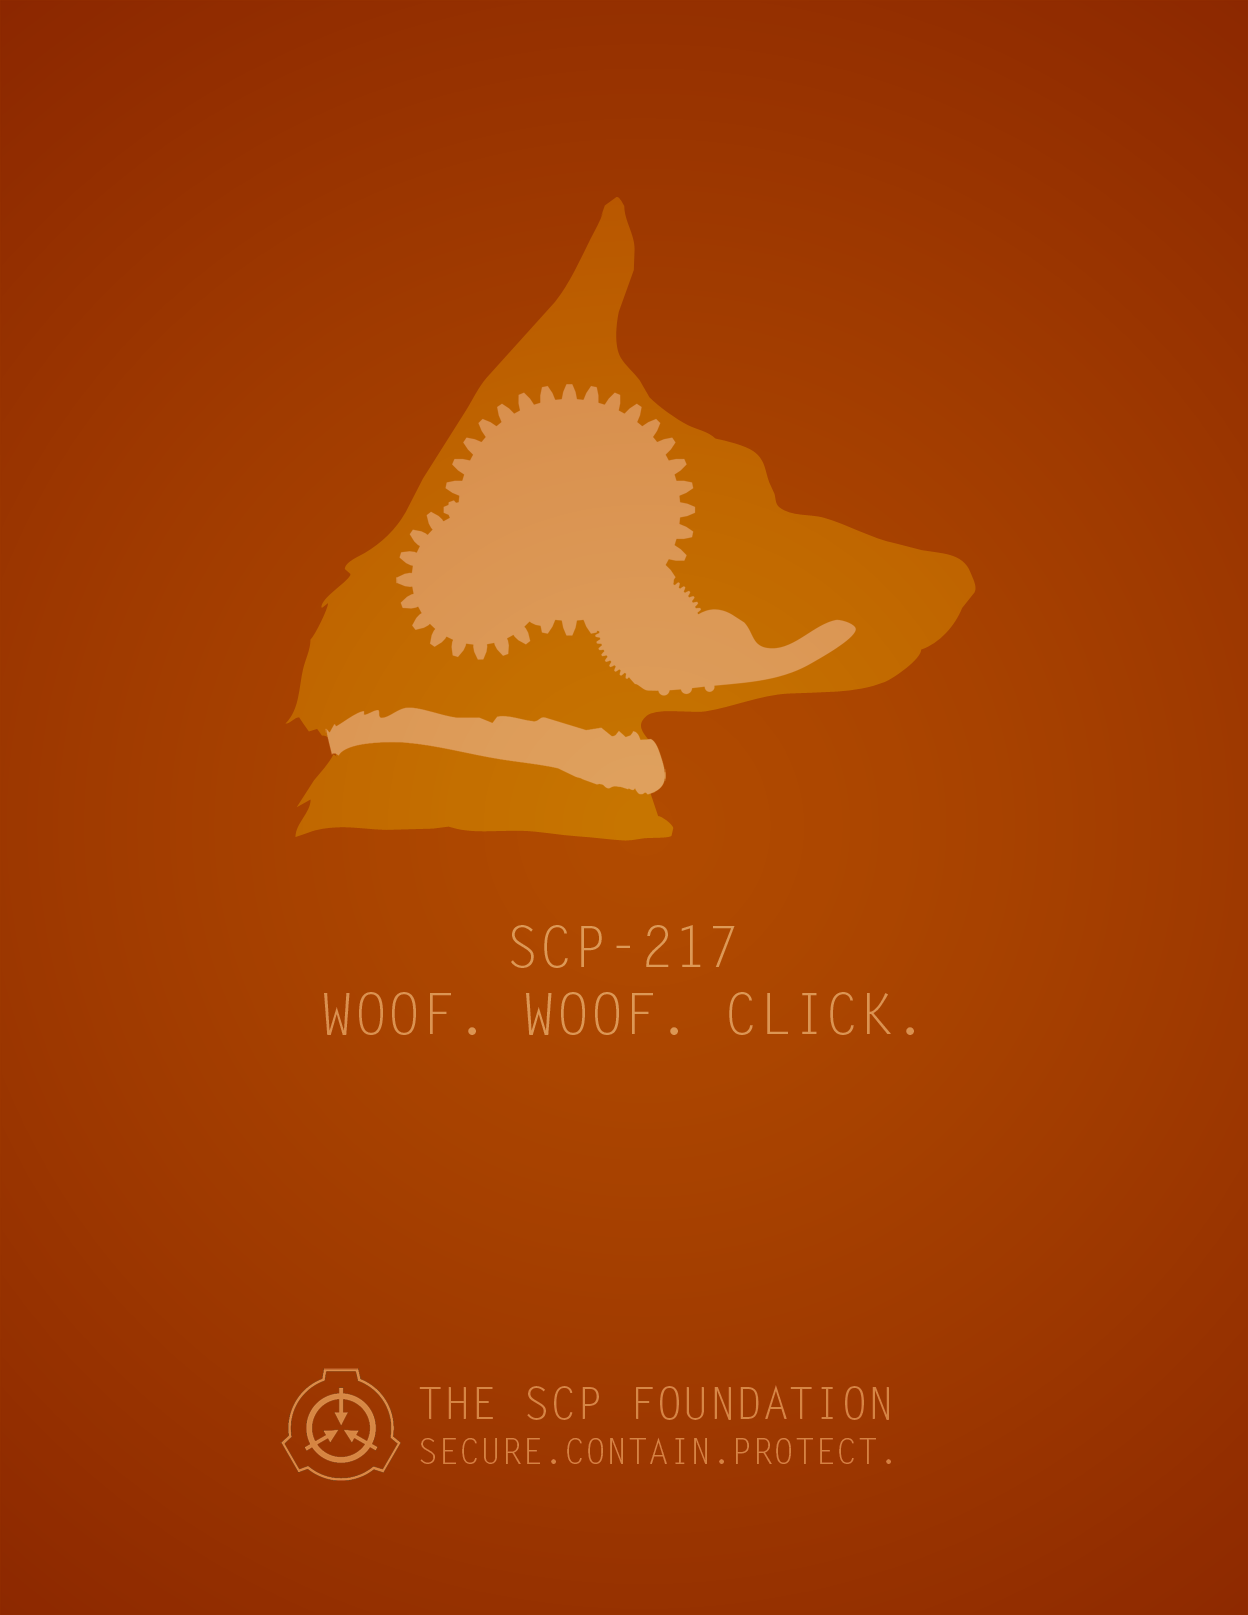 SCP-217
WOOF. WOOF. CLICK.
THE SCP FOUNDATION
SECURE.CONTAIN.PROTECT.